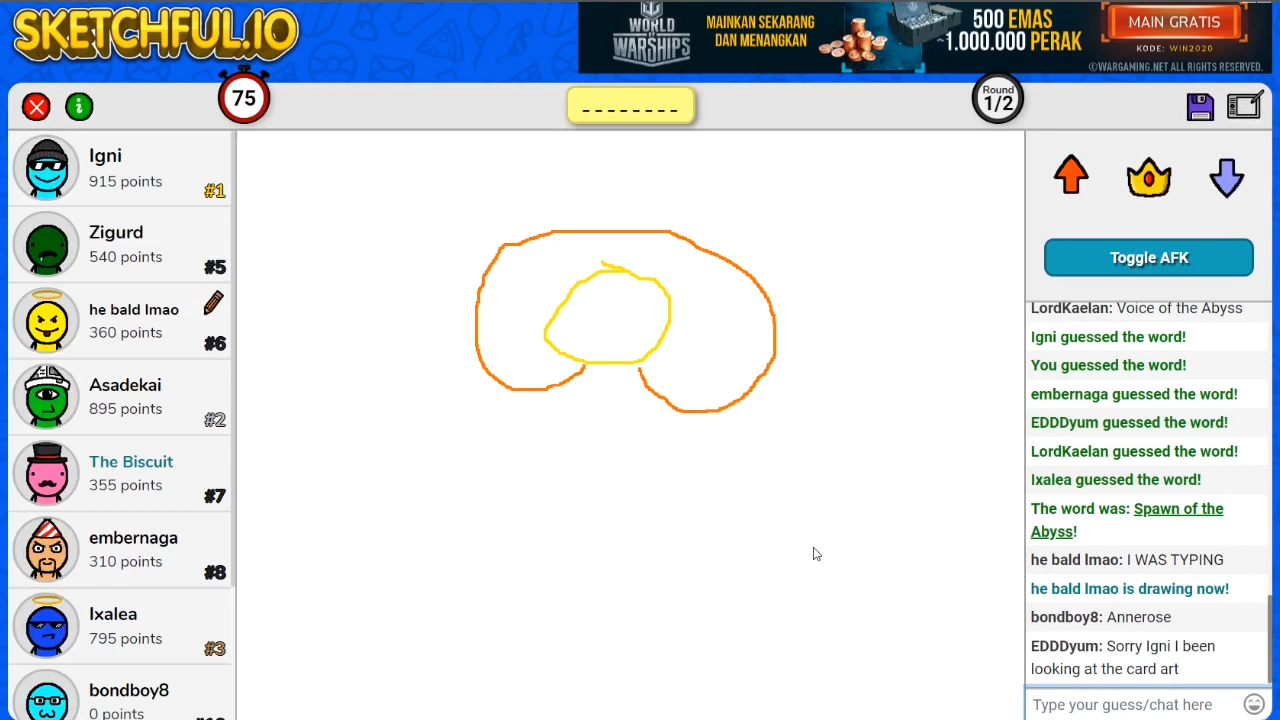 SKETCHFUL.IO
WORLD OF WARSHIPS
MAINKAN SEKARANG
DAN MENANGKAN
500 EMAS
1.000.000 PERAK
MAIN GRATIS
KODE: WIN2020
©WARGAMING.NET ALL RIGHTS RESERVED.
75
_ _ _ _ _ _ _ _
Round
1/2
Igni
915 points
#1
Zigurd
540 points
#5
he bald lmao
360 points
#6
Asadekai
895 points
#2
The Biscuit
355 points
#7
embernaga
310 points
#8
Ixalea
795 points
#3
bondboy8
0 points
Toggle AFK
LordKaelan: Voice of the Abyss
Igni guessed the word!
You guessed the word!
embernaga guessed the word!
EDDDyum guessed the word!
LordKaelan guessed the word!
Ixalea guessed the word!
The word was: Spawn of the
Abyss!
he bald lmao: I WAS TYPING
he bald lmao is drawing now!
bondboy8: Annerose
EDDDyum: Sorry Igni I been
looking at the card art
Type your guess/chat here